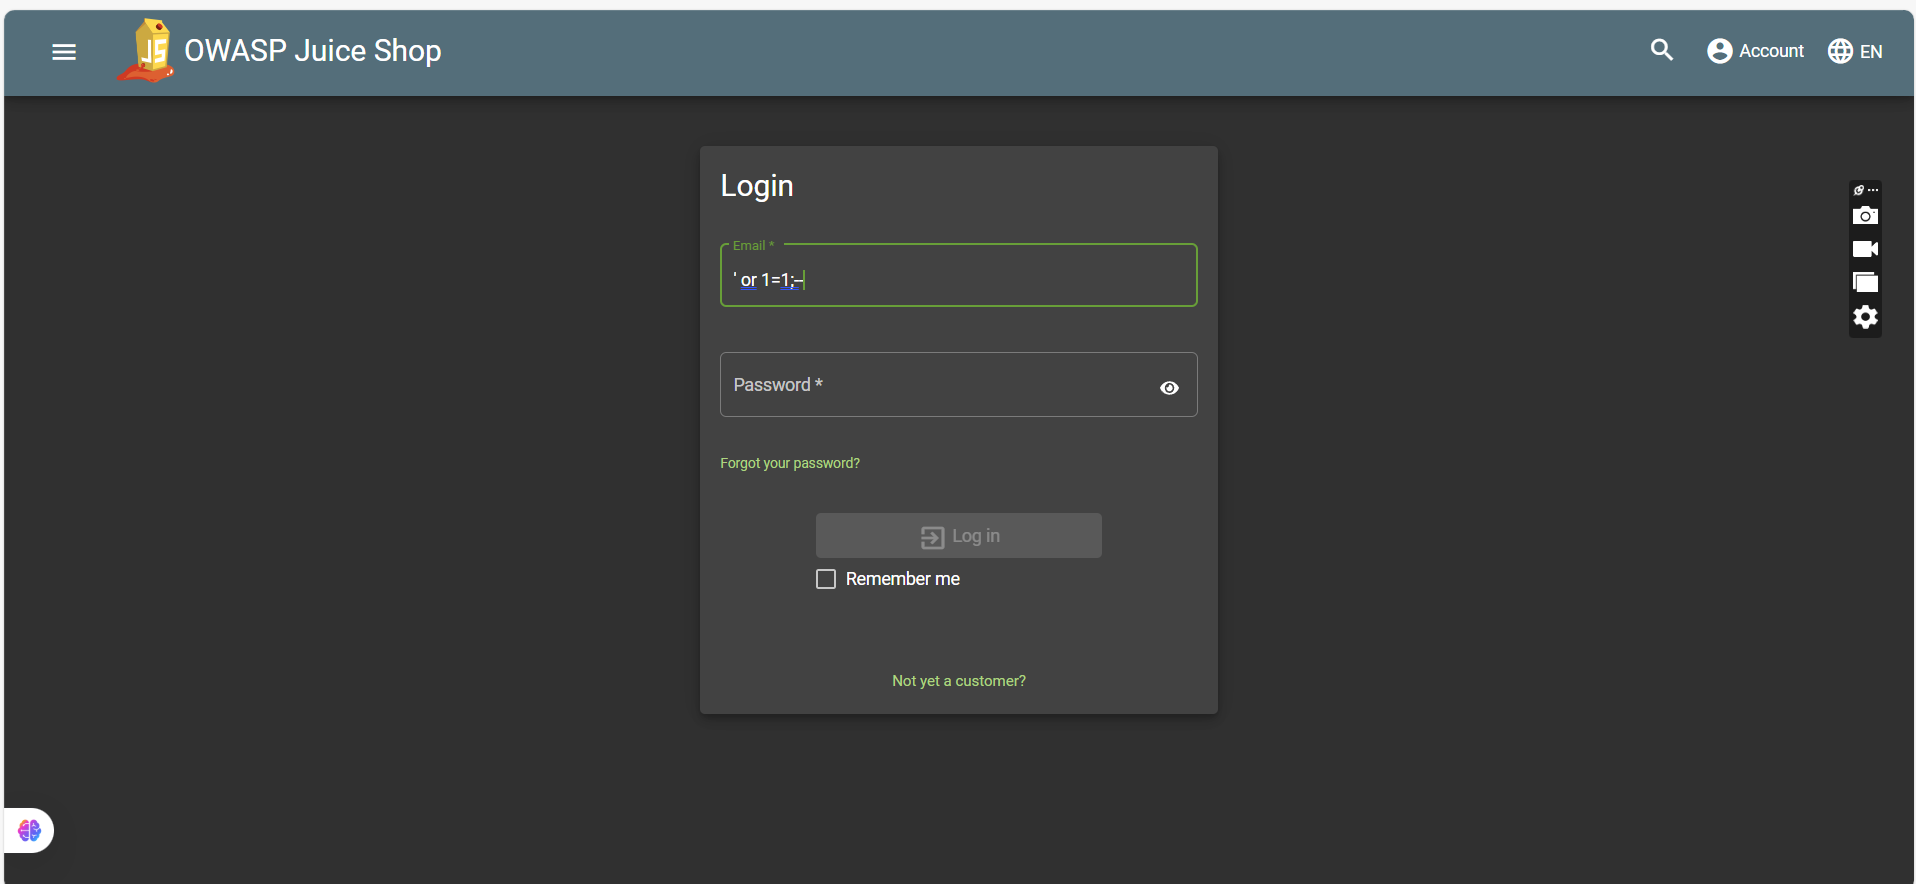 JS
OWASP Juice Shop
Account
EN
Login
Email *
' or 1=1;--
Password *
Forgot your password?
Log in
Remember me
Not yet a customer?